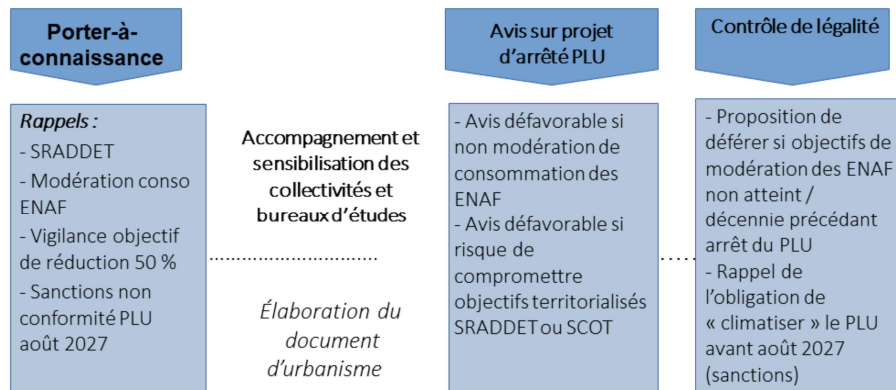 Porter-à-
connaissance
Rappels :
- SRADDET
- Modération conso
ENAF
- Vigilance objectif
de réduction 50 %
- Sanctions non
conformité PLU
août 2027
Accompagnement et
sensibilisation des
collectivités et
bureaux d'études
Élaboration du
document
d'urbanisme
Avis sur projet
d'arrêté PLU
- Avis défavorable si
non modération de
consommation des
ENAF
- Avis défavorable si
risque de
compromettre
objectifs territorialisés
SRADDET ou SCOT
Contrôle de légalité
- Proposition de
déférer si objectifs de
modération des ENAF
non atteint /
décennie précédant
arrêt du PLU
- Rappel de
l'obligation de
« climatiser » le PLU
avant août 2027
(sanctions)